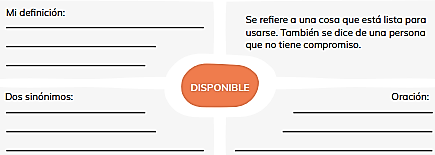 Mi definición:
Se refiere a una cosa que está lista para
usarse. También se dice de una persona
que no tiene compromiso.
DISPONIBLE
Dos sinónimos:
Oración: